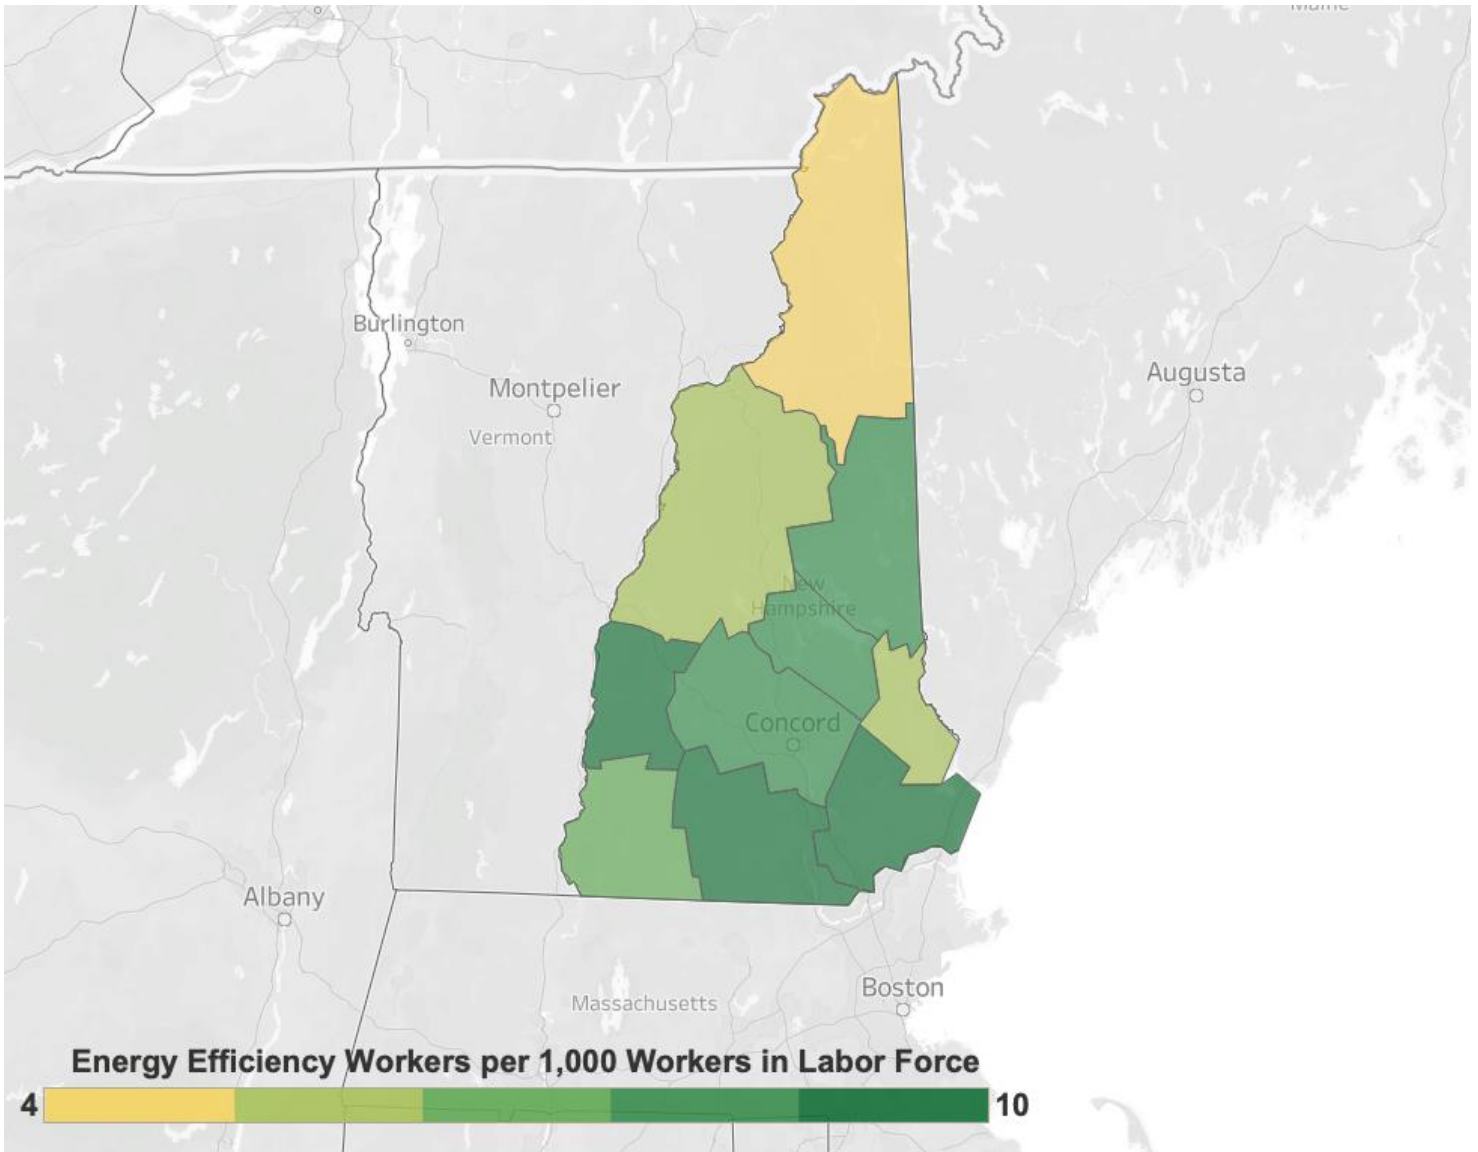 Maine
Burlington
Montpelier
Vermont
Augusta
New
Hampshire
Concord
Albany
Boston
Massachusetts
Energy Efficiency Workers per 1,000 Workers in Labor Force
4
10